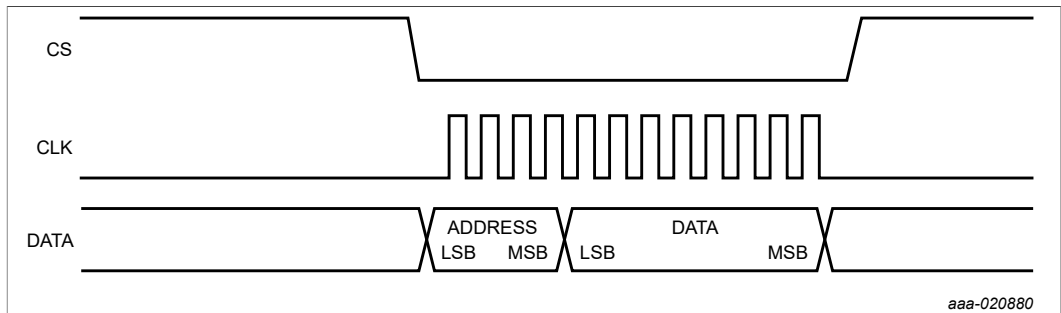 CS
CLK
DATA
ADDRESS
LSB MSB
DATA
LSB MSB
aaa-020880